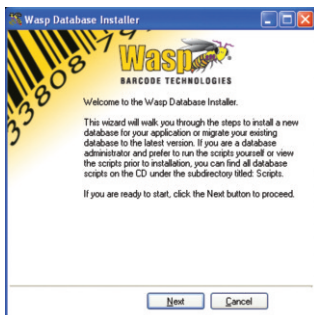 Wasp Database Installer
33808 79
Wasp
BARCODE TECHNOLOGIES
Welcome to the Wasp Database Installer.
This wizard will walk you through the steps to install a new
database for your application or migrate your existing
database to the latest version. If you are a database
administrator and prefer to run the scripts yourself or view
the scripts prior to installation, you can find all database
scripts on the CD under the subdirectory titled: Scripts.
If you are ready to start, click the Next button to proceed.
Next
Cancel